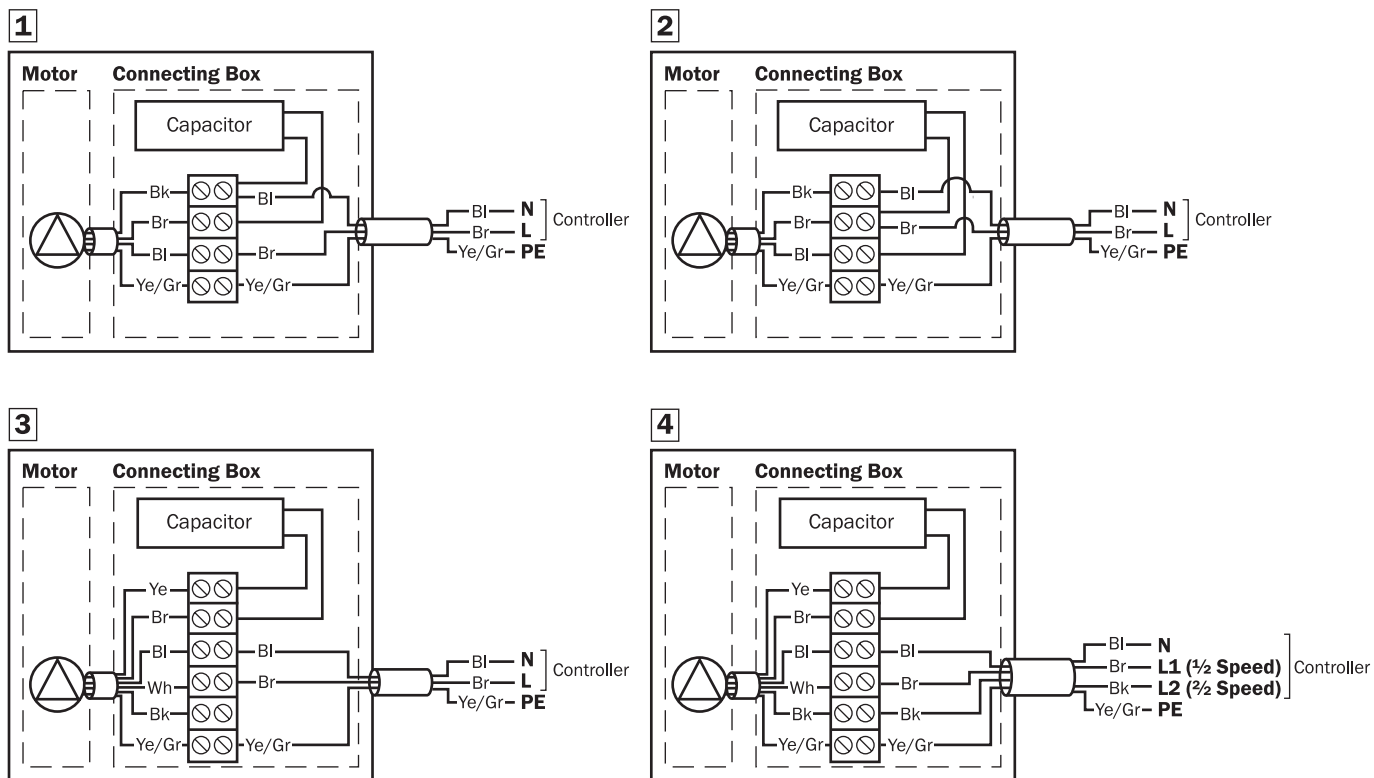 1
Motor Connecting Box
Capacitor
Bk
Bl
Br
Bl
Br
Ye/Gr
Ye/Gr
Bl N
Br L
Ye/Gr PE
Controller
2
Motor Connecting Box
Capacitor
Bk
Bl
Br
Br
Bl
Ye/Gr
Ye/Gr
Bl N
Br L
Ye/Gr PE
Controller
3
Motor Connecting Box
Capacitor
Ye
Br
Bl
Bl
Wh
Br
Bk
Ye/Gr
Ye/Gr
Bl N
Br L
Ye/Gr PE
Controller
4
Motor Connecting Box
Capacitor
Ye
Br
Bl
Bl
Wh
Br
Bk
Bk
Ye/Gr
Ye/Gr
Bl N
Br L1 (½ Speed)
Bk L2 (2/2 Speed)
Ye/Gr PE
Controller